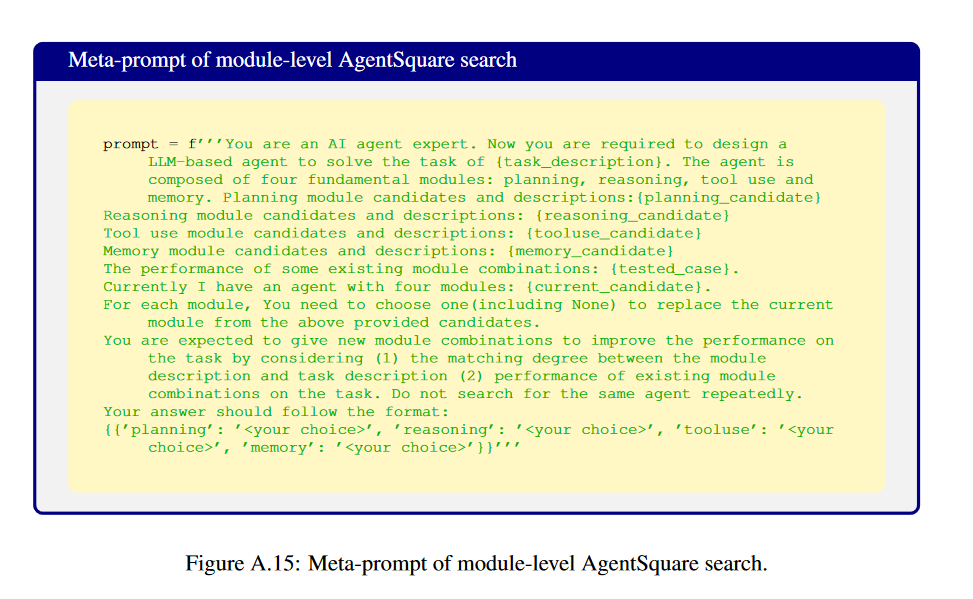 Meta-prompt of module-level AgentSquare search
prompt = f’’’You are an AI agent expert. Now you are required to design a
LLM-based agent to solve the task of {task_description}. The agent is
composed of four fundamental modules: planning, reasoning, tool use and
memory. Planning module candidates and descriptions:{planning_candidate}
Reasoning module candidates and descriptions: {reasoning_candidate}
Tool use module candidates and descriptions: {tooluse_candidate}
Memory module candidates and descriptions: {memory_candidate}
The performance of some existing module combinations: {tested_case}.
Currently I have an agent with four modules: {current_candidate}.
For each module, You need to choose one(including None) to replace the current
module from the above provided candidates.
You are expected to give new module combinations to improve the performance on
the task by considering (1) the matching degree between the module
description and task description (2) performance of existing module
combinations on the task. Do not search for the same agent repeatedly.
Your answer should follow the format:
{{’planning’: ’<your choice>’, ’reasoning’: ’<your choice>’, ’tooluse’: ’<your
choice>’, ’memory’: ’<your choice>’}}’’’
Figure A.15: Meta-prompt of module-level AgentSquare search.